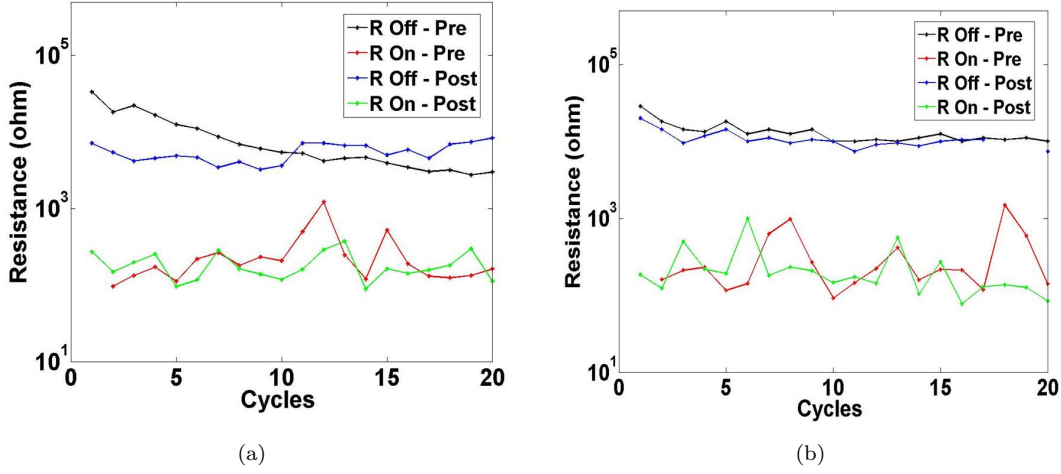 R Off - Pre
R On - Pre
R Off - Post
R On - Post
10^5
10^3
10^1
Resistance (ohm)
0 5 10 15 20
Cycles
(a)
R Off - Pre
R On - Pre
R Off - Post
R On - Post
10^5
10^3
10^1
Resistance (ohm)
0 5 10 15 20
Cycles
(b)